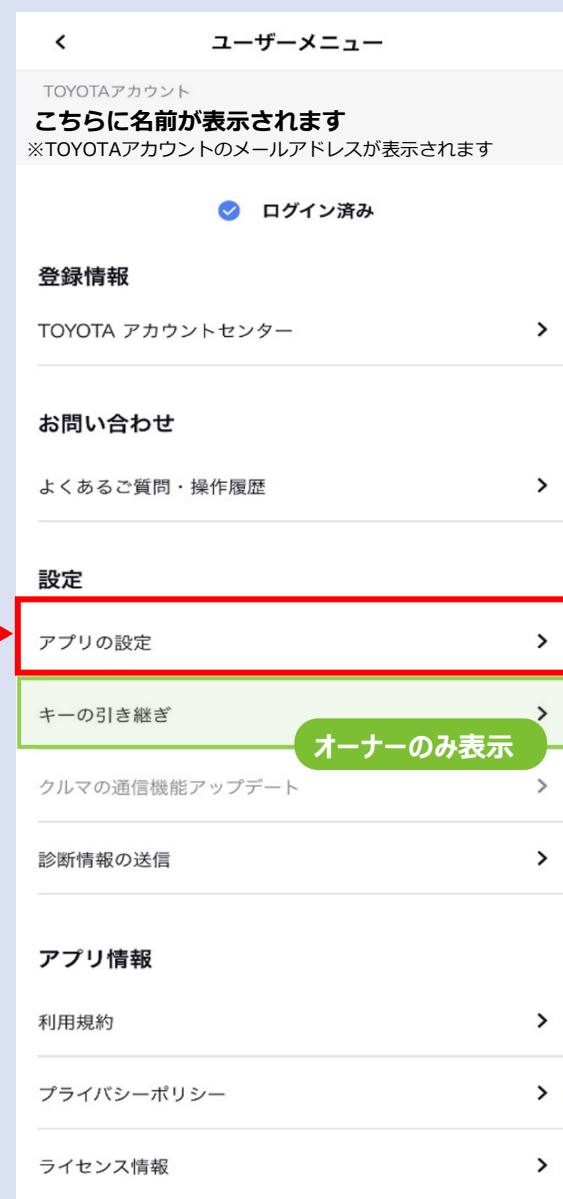 ユーザーメニュー
TOYOTAアカウント
こちらに名前が表示されます
※TOYOTAアカウントのメールアドレスが表示されます
ログイン済み
登録情報
TOYOTA アカウントセンター
お問い合わせ
よくあるご質問・操作履歴
設定
アプリの設定
キーの引き継ぎ
オーナーのみ表示
クルマの通信機能アップデート
診断情報の送信
アプリ情報
利用規約
プライバシーポリシー
ライセンス情報